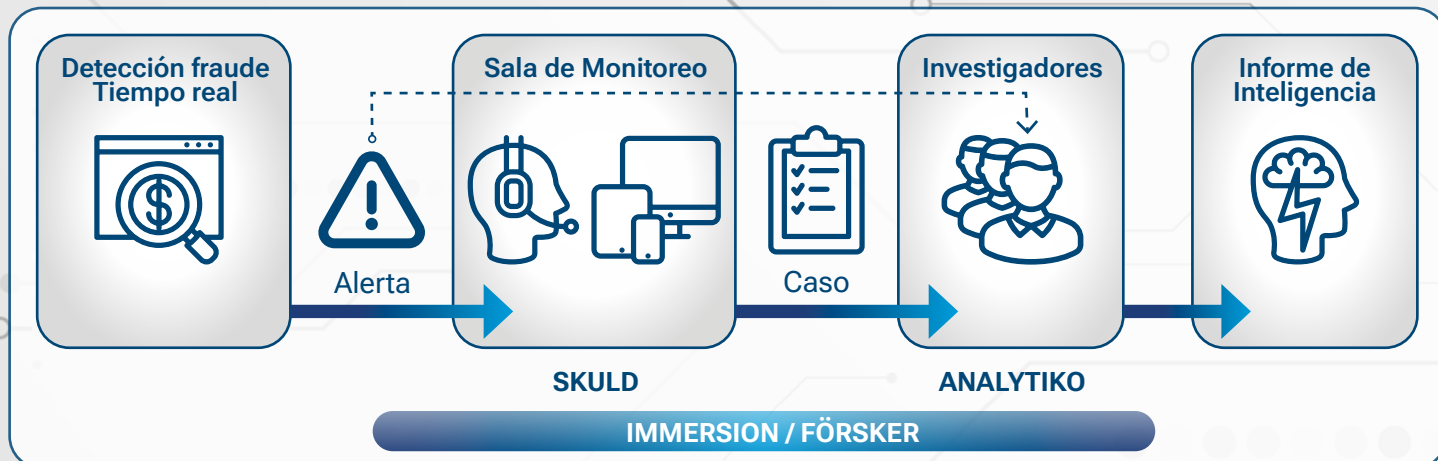 Detección fraude
Tiempo real
Sala de Monitoreo
Investigadores
Informe de
Inteligencia
$
Alerta
Caso
SKULD
ANALYTIKO
IMMERSION / FÖRSKER